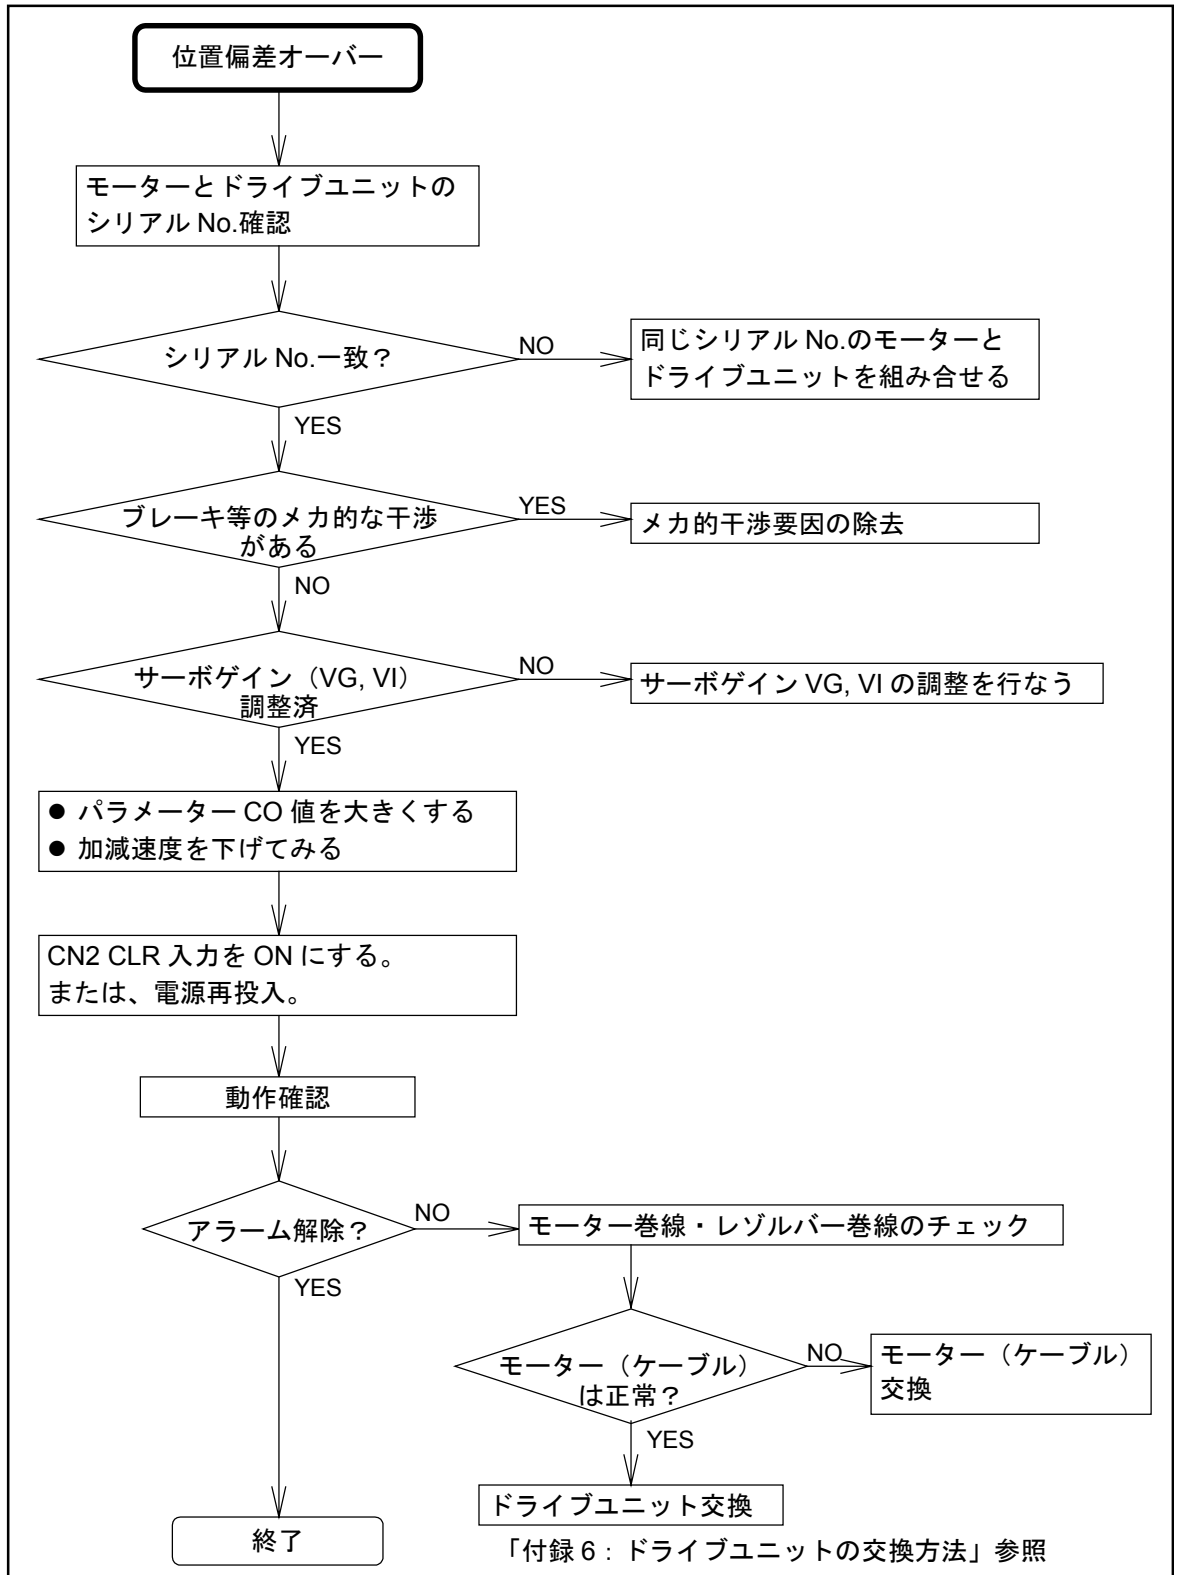 位置偏差オーバー
モーターとドライブユニットの
シリアル No.確認
シリアル No.一致？
NO
同じシリアル No.のモーターと
ドライブユニットを組み合せる
YES
ブレーキ等のメカ的な干渉
がある
YES
メカ的干渉要因の除去
NO
サーボゲイン（VG, VI）
調整済
NO
サーボゲイン VG, VI の調整を行なう
YES
● パラメーター CO 値を大きくする
● 加減速度を下げてみる
CN2 CLR 入力を ON にする。
または、電源再投入。
動作確認
アラーム解除？
NO
モーター巻線・レゾルバー巻線のチェック
YES
モーター（ケーブル）
は正常？
NO
モーター（ケーブル）
交換
YES
ドライブユニット交換
「付録 6：ドライブユニットの交換方法」参照
終了